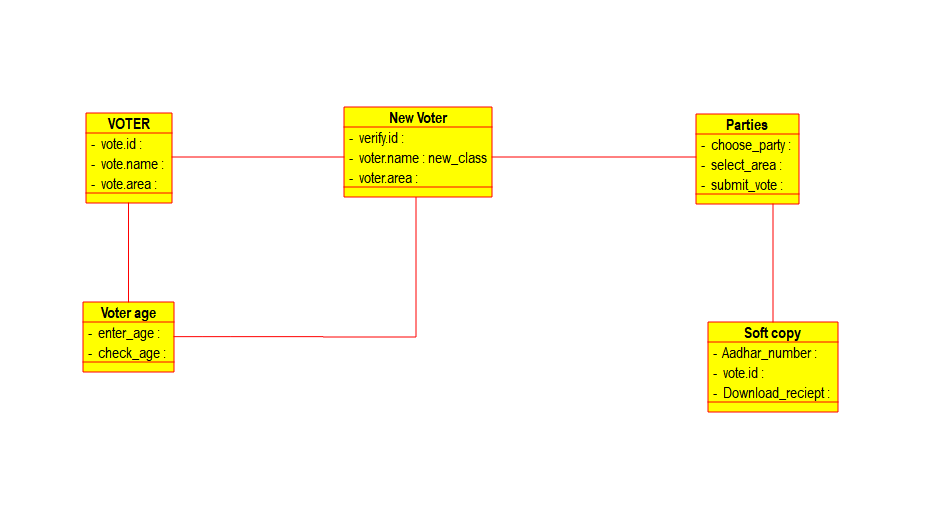 VOTER
- vote.id :
- vote.name :
- vote.area :
New Voter
- verify.id :
- voter.name : new_class
- voter.area :
Parties
- choose_party :
- select_area :
- submit_vote :
Voter age
- enter_age :
- check_age :
Soft copy
- Aadhar_number :
- vote.id :
- Download_reciept :